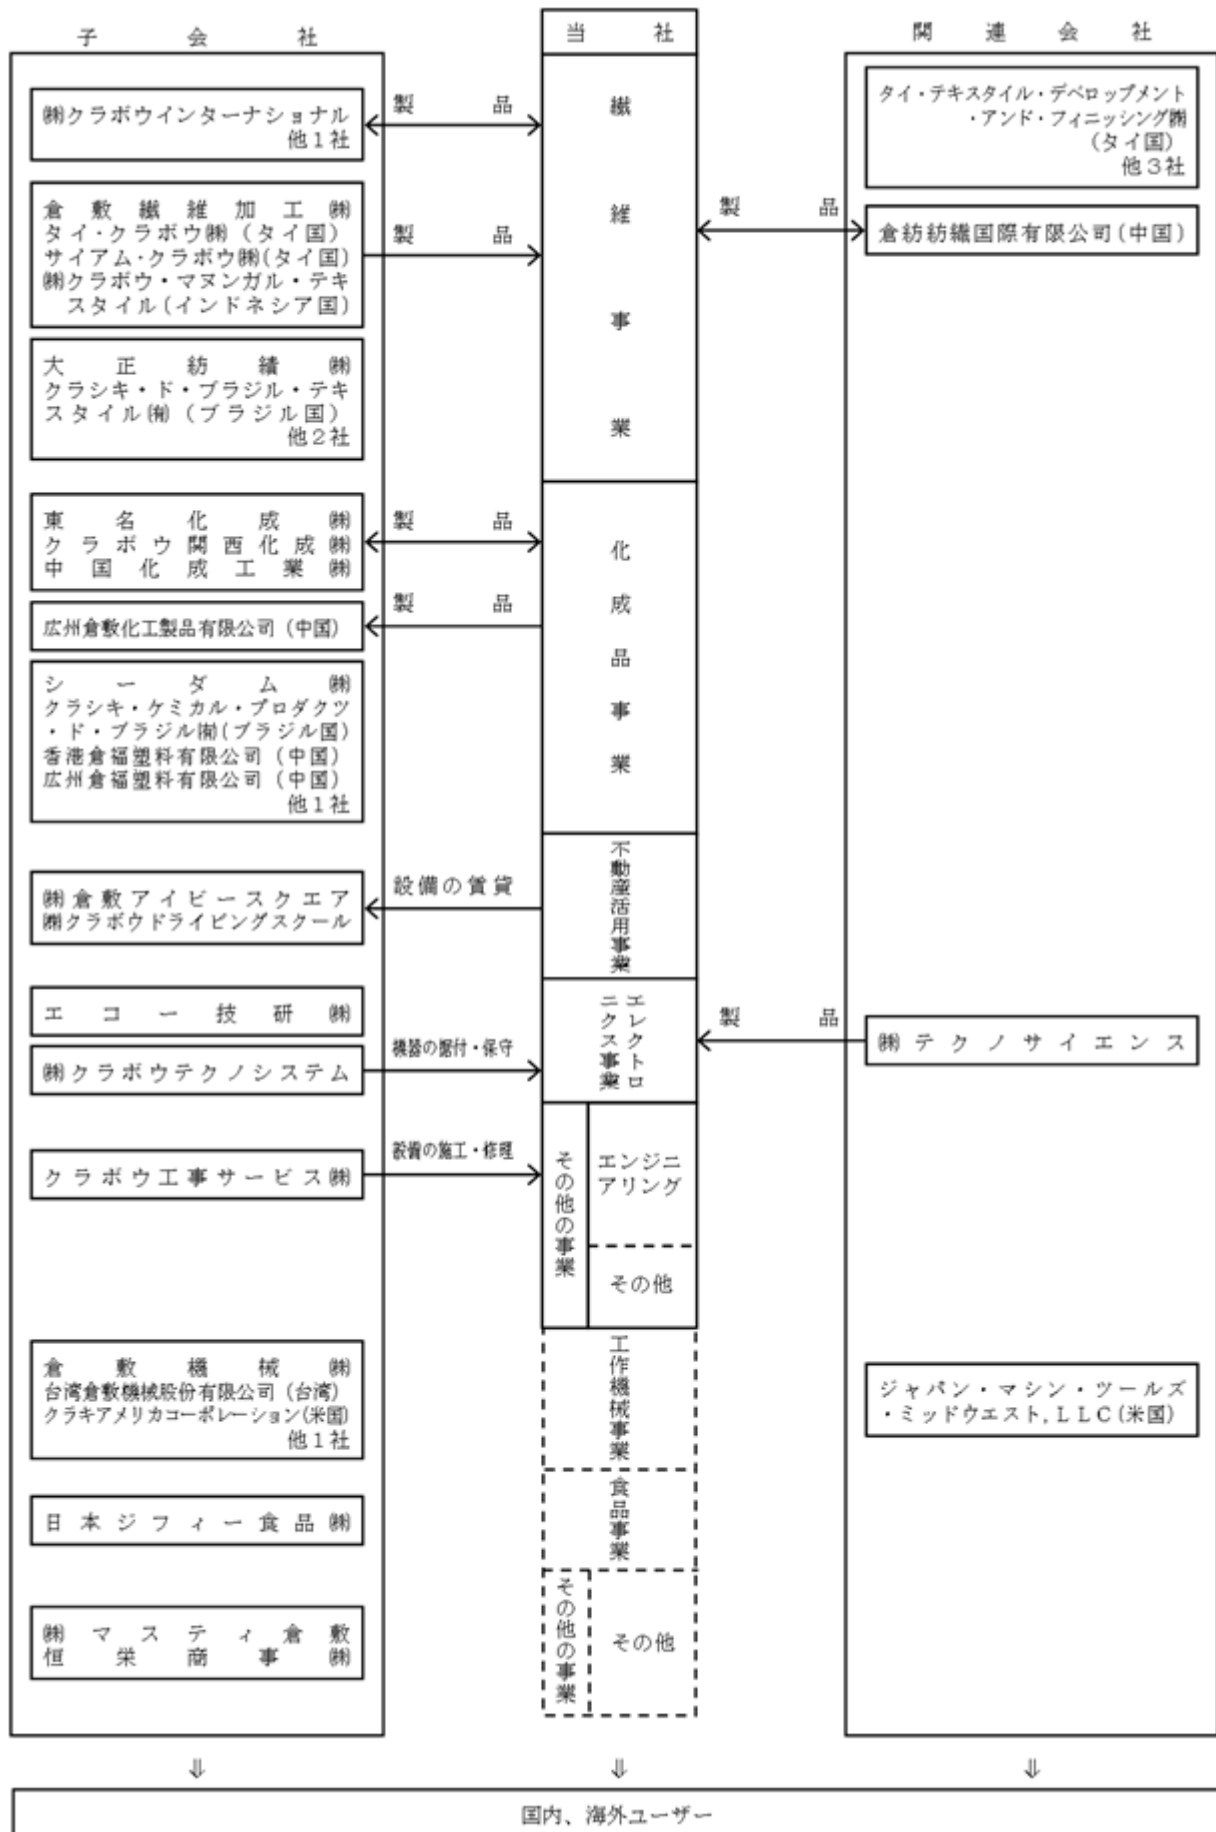 子会社
㈱クラボウインターナショナル
他1社
倉敷繊維加工㈱
タイ・クラボウ㈱（タイ国）
サイアム・クラボウ㈱(タイ国)
㈱クラボウ・マヌンガル・テキ
スタイル(インドネシア国)
大正紡績㈱
クラシキ・ド・ブラジル・テキ
スタイル㈲（ブラジル国）
他2社
東名化成㈱
クラボウ関西化成㈱
中国化成工業㈱
広州倉敷化工製品有限公司（中国）
シーダム㈱
クラシキ・ケミカル・プロダクツ
・ド・ブラジル㈲(ブラジル国)
香港倉福塑料有限公司（中国）
広州倉福塑料有限公司（中国）
他1社
㈱倉敷アイビースクエア
㈱クラボウドライビングスクール
エコー技研㈱
㈱クラボウテクノシステム
クラボウ工事サービス㈱
倉敷機械㈱
台湾倉敷機械股份有限公司（台湾）
クラキアメリカコーポレーション(米国)
他1社
日本ジフィー食品㈱
㈱マスティ倉敷
恒栄商事㈱
製品
製品
製品
製品
設備の賃貸
機器の据付・保守
設備の施工・修理
当社
繊維事業
化成品事業
不動産活用事業
エレクトロ
ニクス事業
その他の事業
エンジニ
アリング
その他
工作機械事業
食品事業
その他の事業
その他
製品
製品
関連会社
タイ・テキスタイル・デベロップメント
・アンド・フィニッシング㈱
(タイ国)
他3社
倉紡紡織国際有限公司(中国)
㈱テクノサイエンス
ジャパン・マシン・ツールズ
・ミッドウエスト,LLC(米国)
⇓
⇓
⇓
国内、海外ユーザー